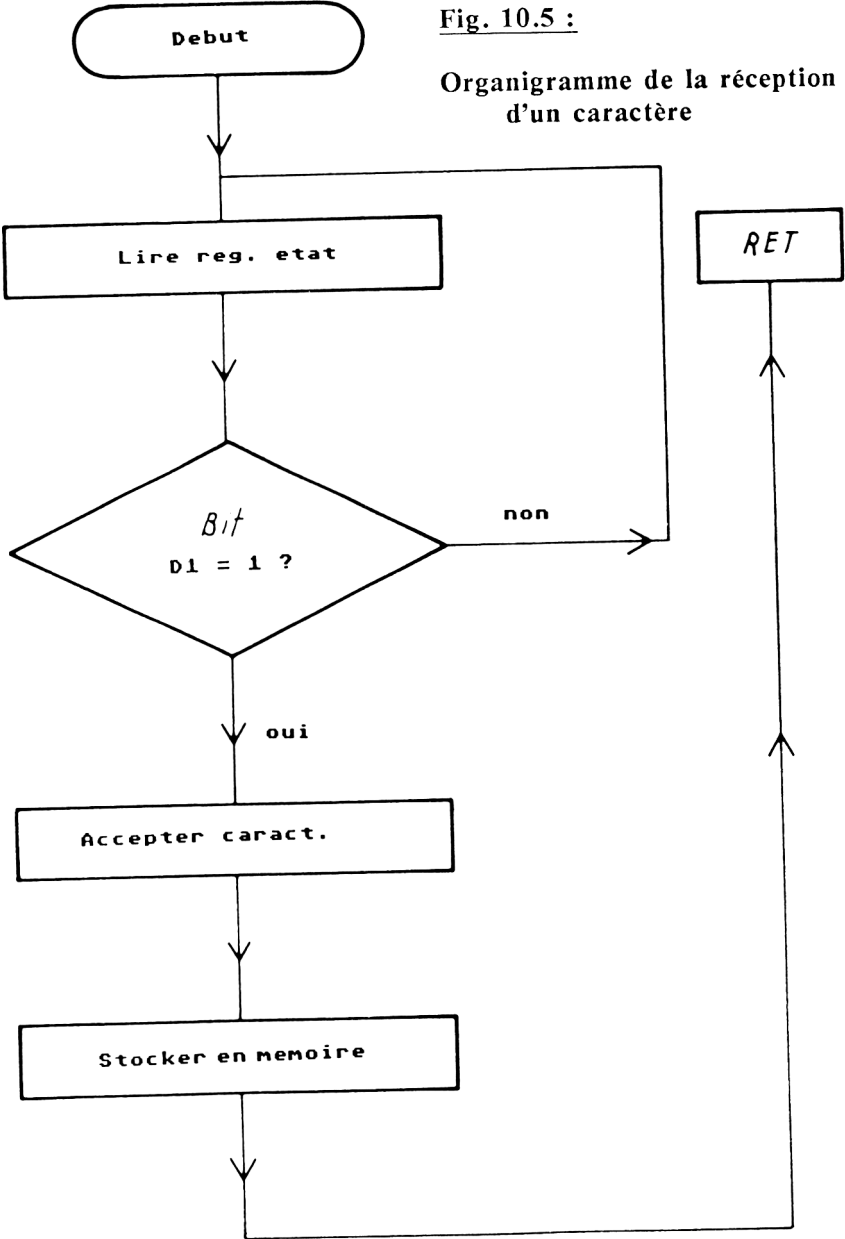 Debut
Fig. 10.5 :
Organigramme de la réception
d'un caractère
Lire reg. etat
RET
Bit
D1 = 1 ?
non
oui
Accepter caract.
Stocker en memoire